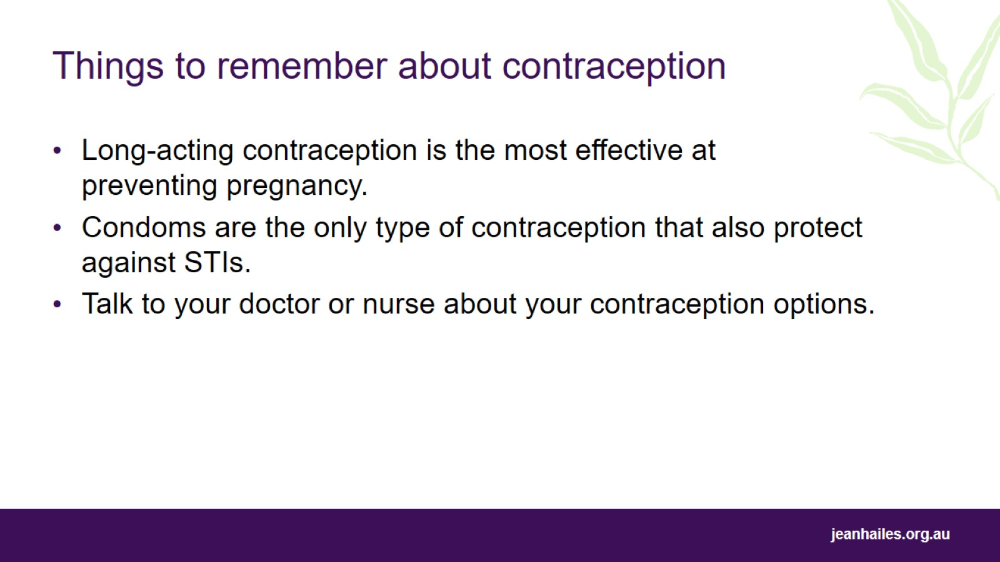 Things to remember about contraception
• Long-acting contraception is the most effective at
preventing pregnancy.
• Condoms are the only type of contraception that also protect
against STIs.
• Talk to your doctor or nurse about your contraception options.
jeanhailes.org.au